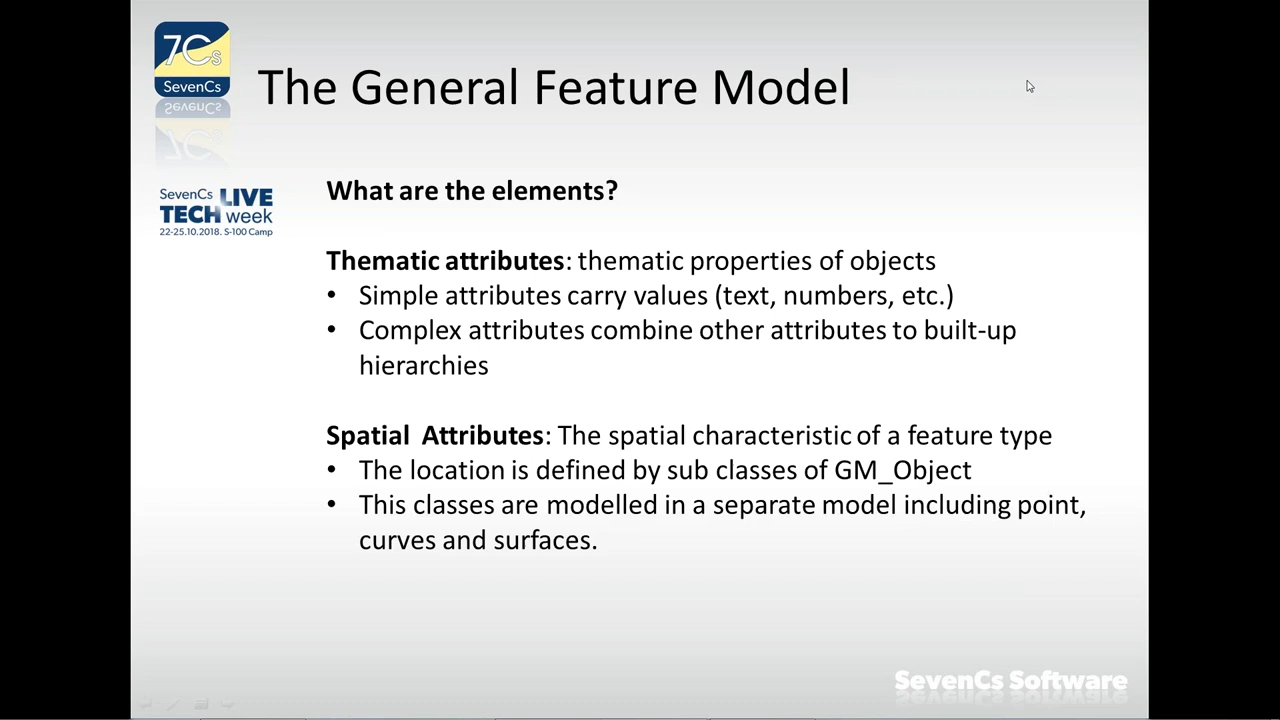 7Cs
SevenCs
The General Feature Model
SevenCs LIVE
TECH week
22-25.10.2018. S-100 Camp
What are the elements?
Thematic attributes: thematic properties of objects
• Simple attributes carry values (text, numbers, etc.)
• Complex attributes combine other attributes to built-up
hierarchies
Spatial Attributes: The spatial characteristic of a feature type
• The location is defined by sub classes of GM_Object
• This classes are modelled in a separate model including point,
curves and surfaces.
SevenCs Software